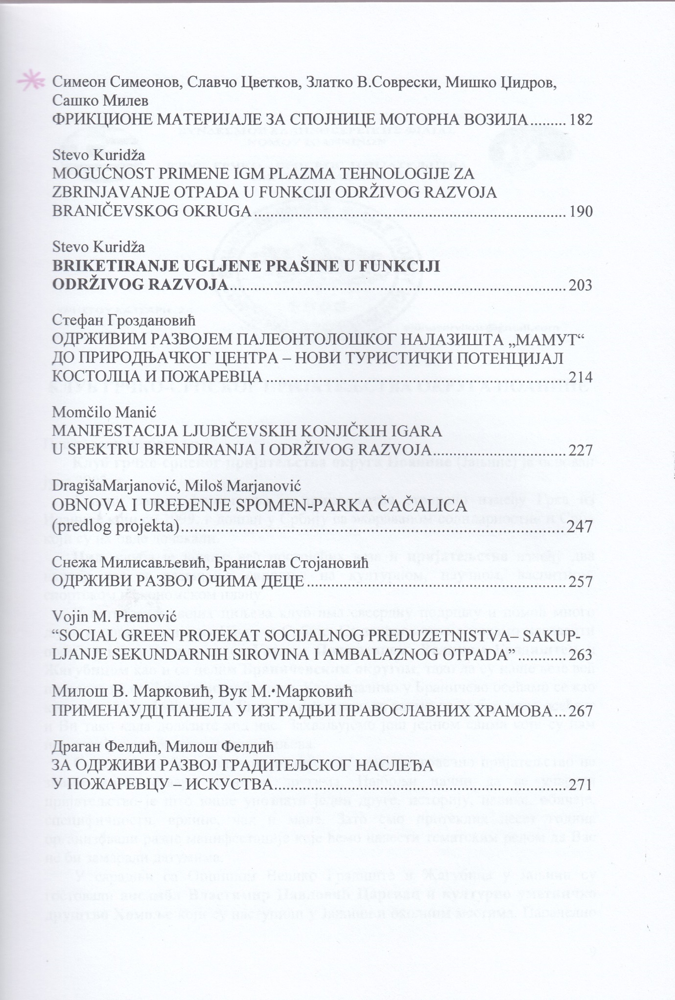 Симеон Симеонов, Славчо Цветков, Златко В.Соврески, Мишко Џидров,
Сашко Милев
ФРИКЦИОНЕ МАТЕРИЈАЛЕ ЗА СПОЈНИЦЕ МОТОРНА ВОЗИЛА......... 182
Stevo Kuridža
MOGUĆNOST PRIMENE IGM PLAZMA TEHNOLOGIJE ZA
ZBRINJAVANJE OTPADA U FUNKCIJI ODRŽIVOG RAZVOJA
BRANIČEVSKOG OKRUGA.............................................................................. 190
Stevo Kuridža
BRIKETIRANJE UGLJENE PRAŠINE U FUNKCIJI
ODRŽIVOG RAZVOJA.................................................................................... 203
Стефан Гроздановић
ОДРЖИВИМ РАЗВОЈЕМ ПАЛЕОНТОЛОШКОГ НАЛАЗИШТА „МАМУТ“
ДО ПРИРОДЊАЧКОГ ЦЕНТРА – НОВИ ТУРИСТИЧКИ ПОТЕНЦИЈАЛ
КОСТОЛЦА И ПОЖАРЕВЦА........................................................................... 214
Momčilo Manić
MANIFESTACIJA LJUBIČEVSKIH KONJIČKIH IGARA
U SPEKTRU BRENDIRANJA I ODRŽIVOG RAZVOJA................................. 227
DragišaMarjanović, Miloš Marjanović
OBNOVA I UREĐENJE SPOMEN-PARKA ČAČALICA
(predlog projekta)....................................................................................... 247
Снежа Милисављевић, Бранислав Стојановић
ОДРЖИВИ РАЗВОЈ ОЧИМА ДЕЦЕ................................................................. 257
Vojin M. Premović
“SOCIAL GREEN PROJEKAT SOCIJALNOG PREDUZETNISTVA– SAKUP-
LJANJE SEKUNDARNIH SIROVINA I AMBALAZNOG OTPADA” ............ 263
Милош В. Марковић, Вук М.•Марковић
ПРИМЕНАУДЦ ПАНЕЛА У ИЗГРАДЊИ ПРАВОСЛАВНИХ ХРАМОВА... 267
Драган Фелдић, Милош Фелдић
ЗА ОДРЖИВИ РАЗВОЈ ГРАДИТЕЉСКОГ НАСЛЕЂА
У ПОЖАРЕВЦУ – ИСКУСТВА......................................................................... 271